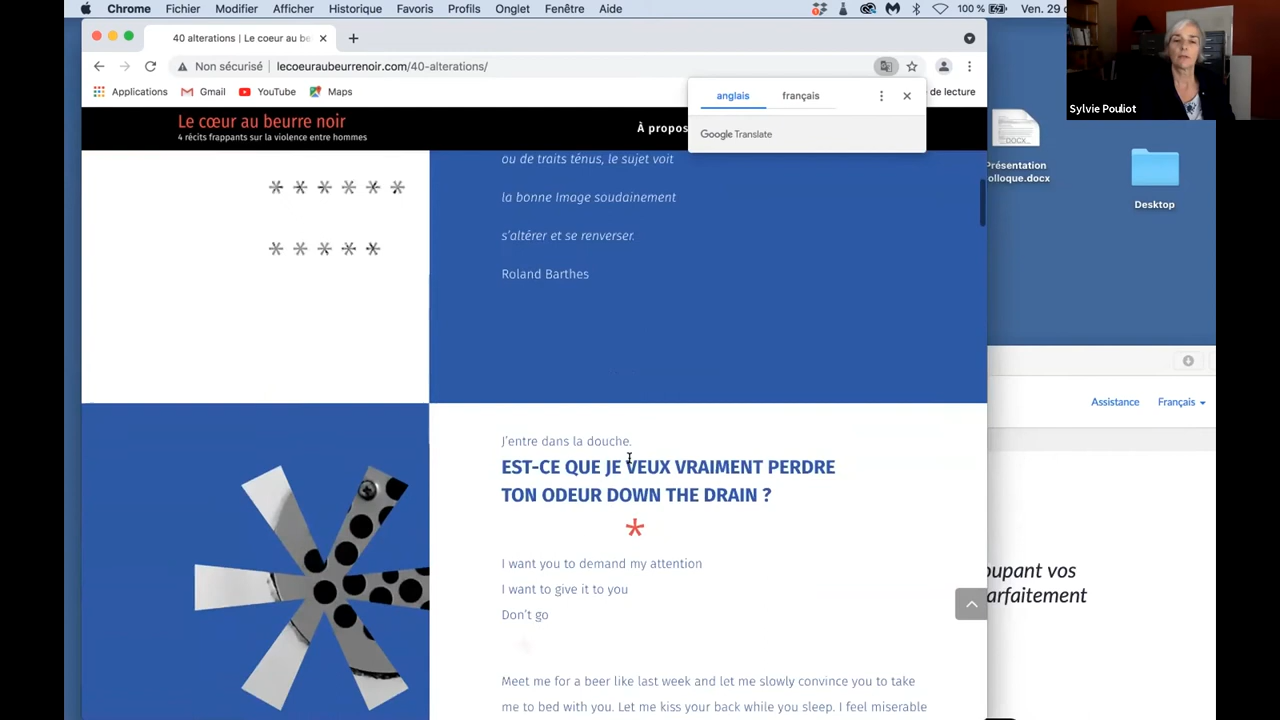 Chrome Fichier Modifier Afficher Historique Favoris Profils Onglet Fenêtre Aide
100 % Ven. 29
40 alterations | Le coeur au be
Non sécurisé lecoeuraubeurrenoir.com/40-alterations/
Applications Gmail YouTube Maps
de lecture
anglais français
Google Translate
Le cœur au beurre noir
4 récits frappants sur la violence entre hommes
À propos
ou de traits ténus, le sujet voit
la bonne Image soudainement
s'altérer et se renverser.
Roland Barthes
J'entre dans la douche.
EST-CE QUE JE VEUX VRAIMENT PERDRE
TON ODEUR DOWN THE DRAIN ?
*
I want you to demand my attention
I want to give it to you
Don't go
Meet me for a beer like last week and let me slowly convince you to take
me to bed with you. Let me kiss your back while you sleep. I feel miserable
Sylvie Pouliot
DOCX
Présentation
olloque.docx
Desktop
Assistance Français
oupant vos
arfaitement